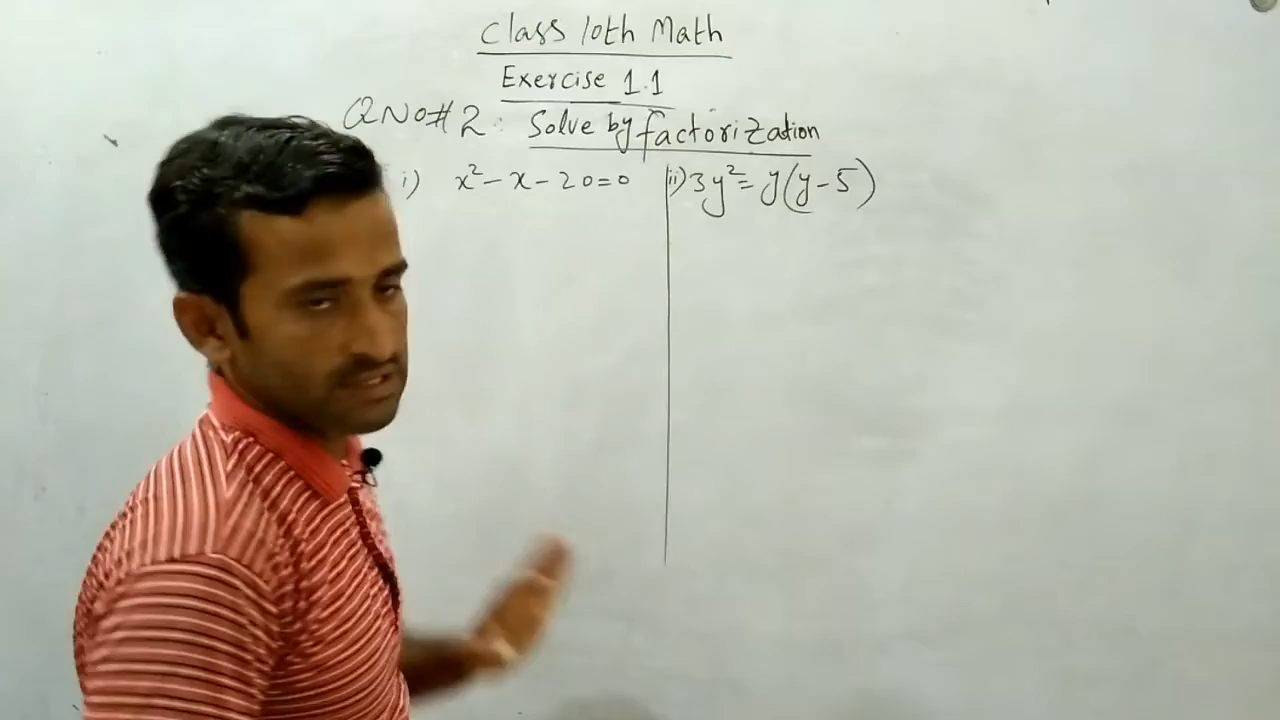 Class 10th Math
Exercise 1.1
QNO#2: Solve by factorization
i) x²-x-20=0
ii) 3y²= y(y-5)